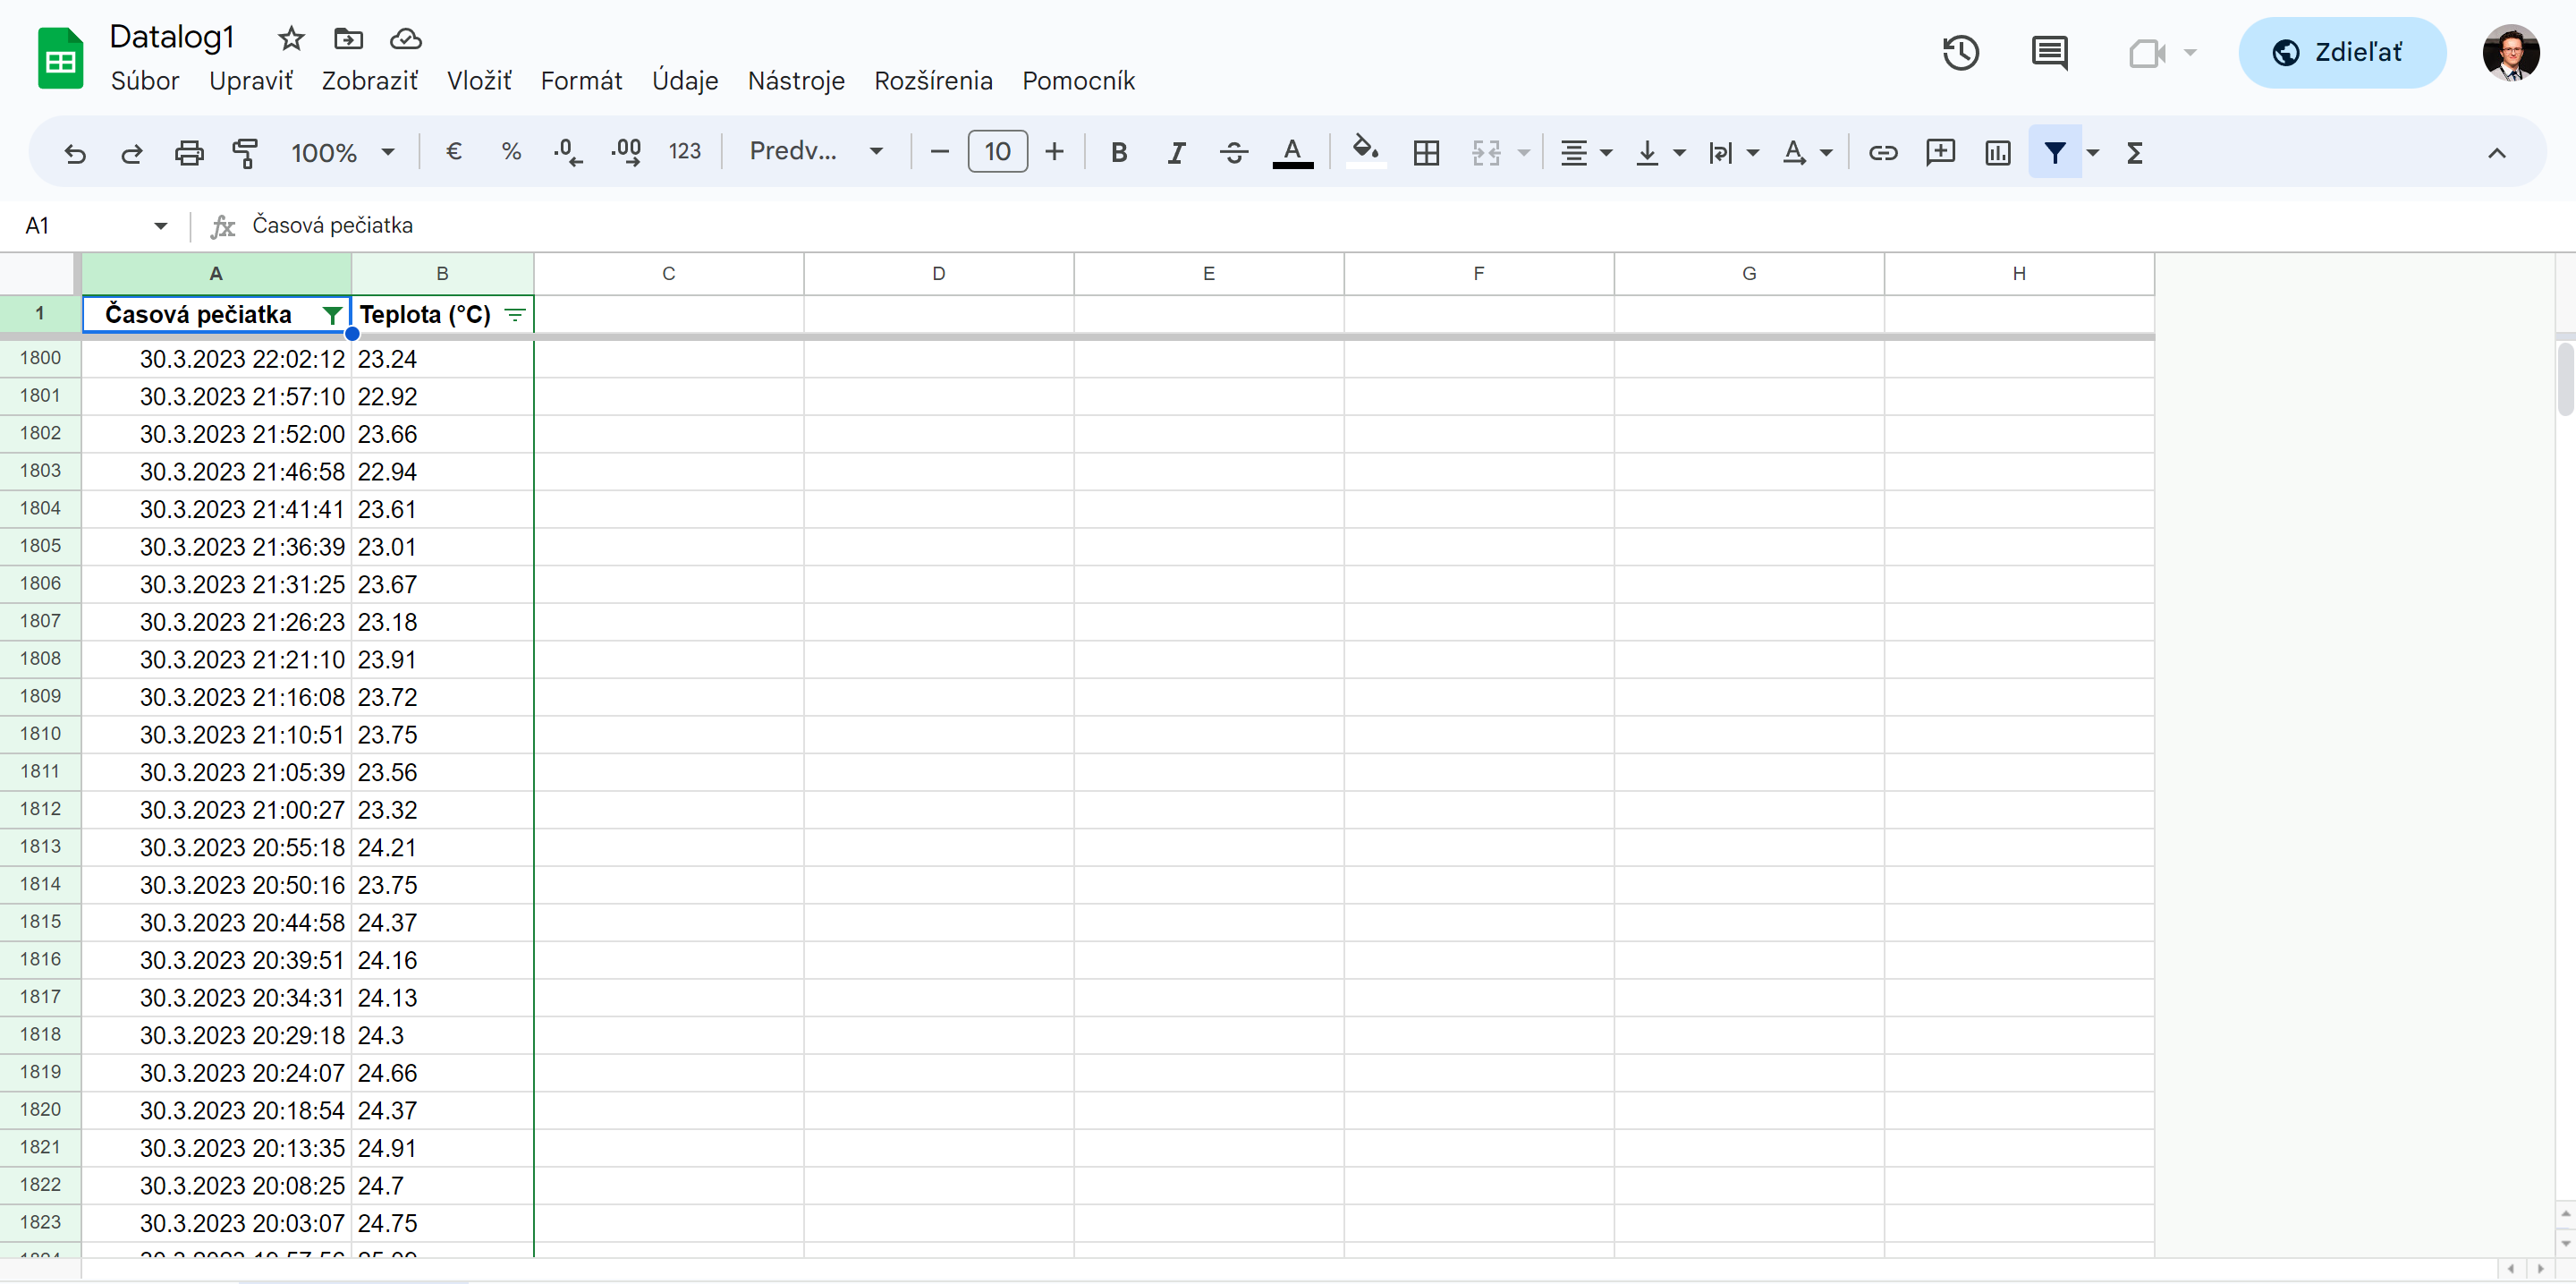 Datalog1
Súbor Upraviť Zobraziť Vložiť Formát Údaje Nástroje Rozšírenia Pomocník
Zdieľať
100% € % .0 .00 123 Predv... 10 B I A A Σ
A1 fx Časová pečiatka
A B C D E F G H
1 Časová pečiatka Teplota (°C)
1800 30.3.2023 22:02:12 23.24
1801 30.3.2023 21:57:10 22.92
1802 30.3.2023 21:52:00 23.66
1803 30.3.2023 21:46:58 22.94
1804 30.3.2023 21:41:41 23.61
1805 30.3.2023 21:36:39 23.01
1806 30.3.2023 21:31:25 23.67
1807 30.3.2023 21:26:23 23.18
1808 30.3.2023 21:21:10 23.91
1809 30.3.2023 21:16:08 23.72
1810 30.3.2023 21:10:51 23.75
1811 30.3.2023 21:05:39 23.56
1812 30.3.2023 21:00:27 23.32
1813 30.3.2023 20:55:18 24.21
1814 30.3.2023 20:50:16 23.75
1815 30.3.2023 20:44:58 24.37
1816 30.3.2023 20:39:51 24.16
1817 30.3.2023 20:34:31 24.13
1818 30.3.2023 20:29:18 24.3
1819 30.3.2023 20:24:07 24.66
1820 30.3.2023 20:18:54 24.37
1821 30.3.2023 20:13:35 24.91
1822 30.3.2023 20:08:25 24.7
1823 30.3.2023 20:03:07 24.75